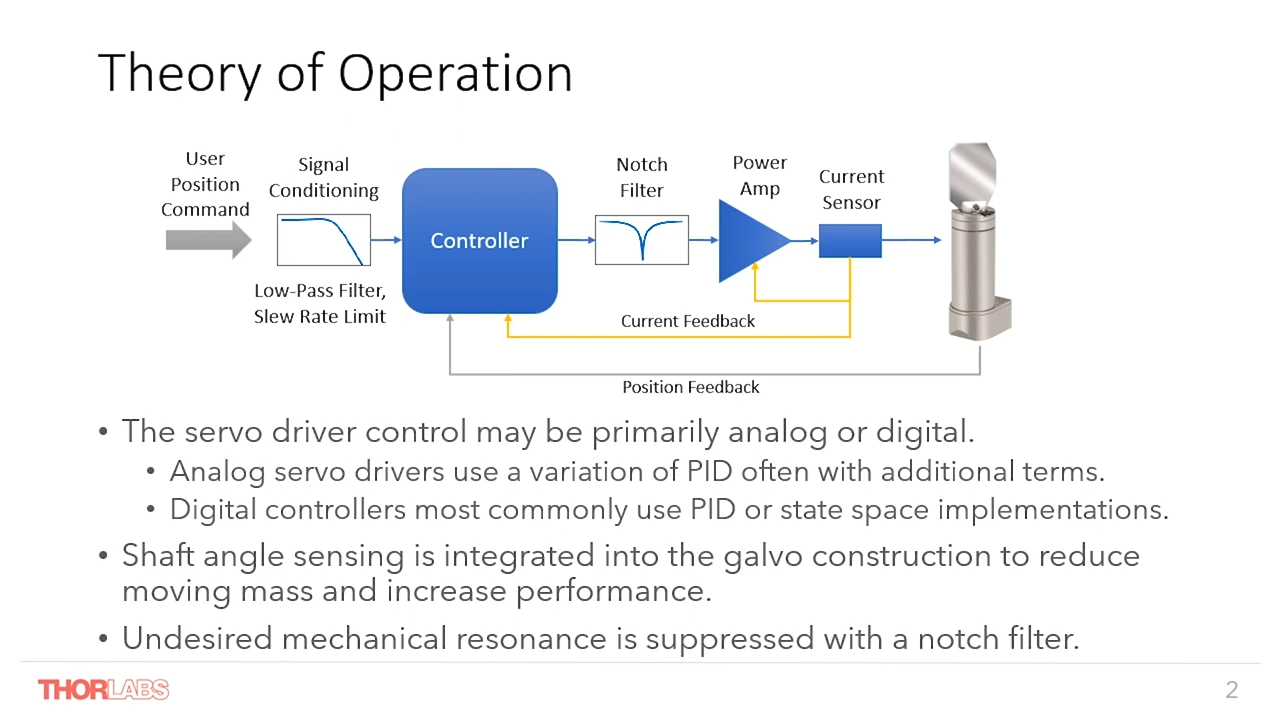 Theory of Operation
User
Position
Command
Signal
Conditioning
Low-Pass Filter,
Slew Rate Limit
Controller
Notch
Filter
Power
Amp
Current
Sensor
Current Feedback
Position Feedback
• The servo driver control may be primarily analog or digital.
• Analog servo drivers use a variation of PID often with additional terms.
• Digital controllers most commonly use PID or state space implementations.
• Shaft angle sensing is integrated into the galvo construction to reduce
moving mass and increase performance.
• Undesired mechanical resonance is suppressed with a notch filter.
THORLABS
2